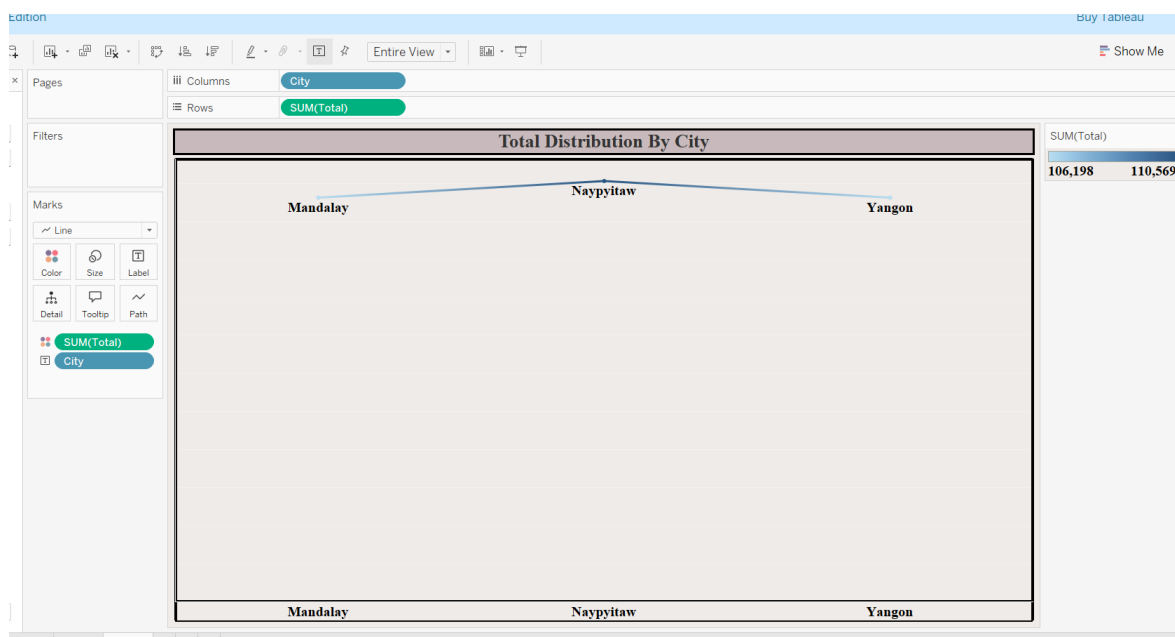 Edition
Buy Tableau
Entire View
Show Me
Pages
Columns
City
Rows
SUM(Total)
Filters
Total Distribution By City
SUM(Total)
106,198 110,569
Naypyitaw
Mandalay
Yangon
Marks
Line
Color Size Label
Detail Tooltip Path
SUM(Total)
City
Mandalay Naypyitaw Yangon